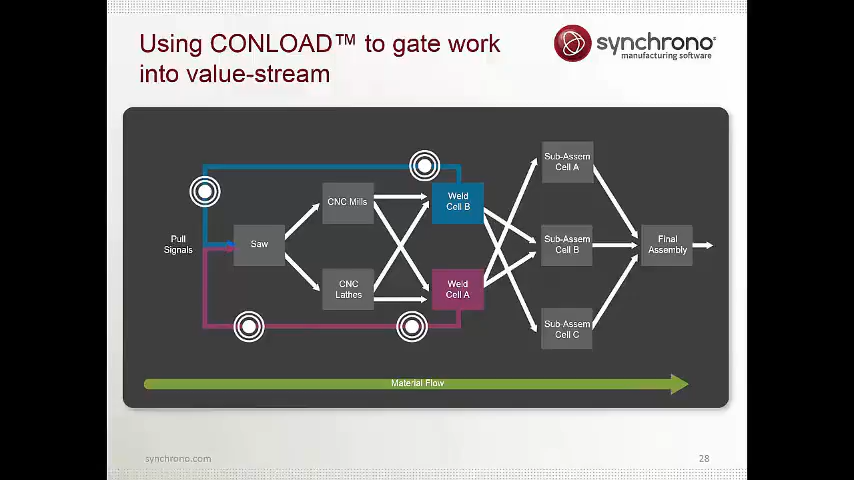 Using CONLOAD™ to gate work
into value-stream
synchrono®
manufacturing software
Sub-Assem
Cell A
CNC Mills
Weld
Cell B
Pull
Signals
Saw
Sub-Assem
Cell B
Final
Assembly
CNC
Lathes
Weld
Cell A
Sub-Assem
Cell C
Material Flow
synchrono.com
28